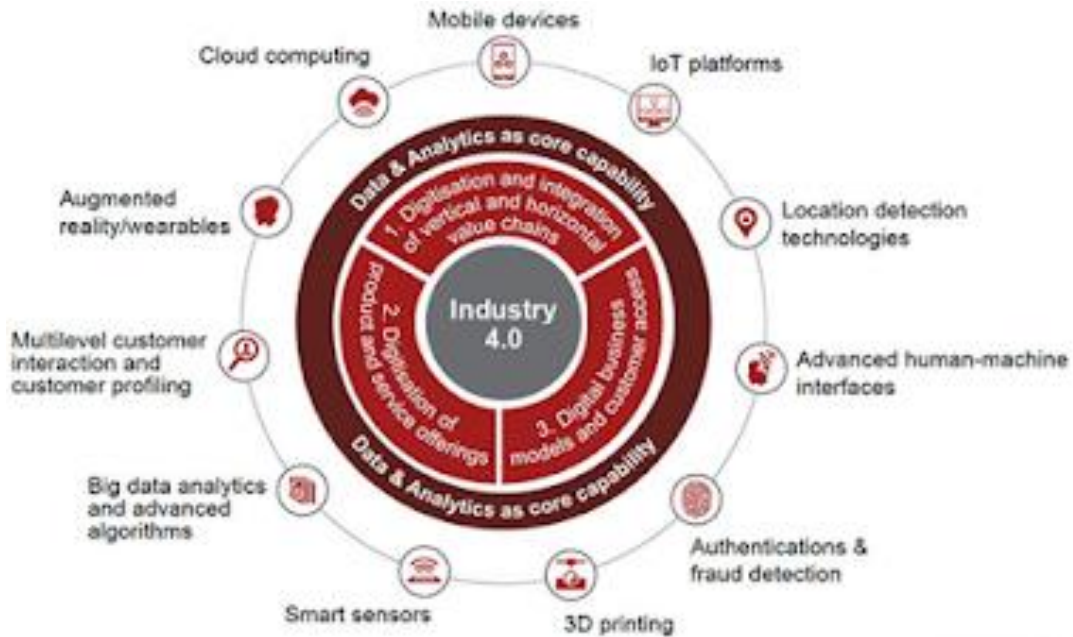 Mobile devices
IoT platforms
Location detection
technologies
Advanced human-machine
interfaces
Authentications &
fraud detection
3D printing
Smart sensors
Big data analytics
and advanced
algorithms
Multilevel customer
interaction and
customer profiling
Augmented
reality/wearables
Cloud computing
Data & Analytics as core capability
1. Digitisation and integration
of vertical and horizontal
value chains
2. Digitisation of
product and service offerings
3. Digital business
models and customer access
Industry
4.0
Data & Analytics as core capability